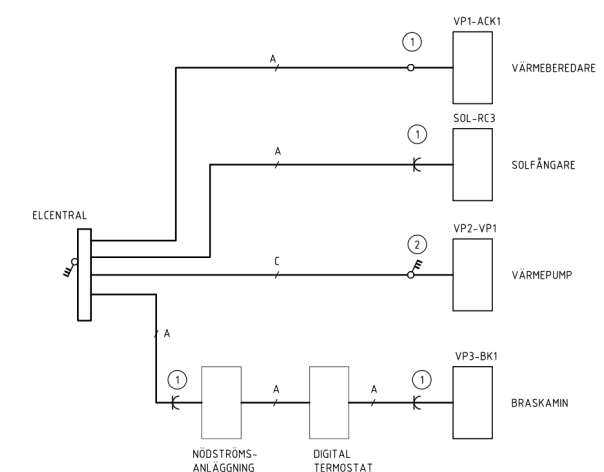 VP1-ACK1
1
A
VÄRMEBEREDARE
SOL-RC3
1
A
SOLFÅNGARE
ELCENTRAL
VP2-VP1
2
C
VÄRMEPUMP
A
VP3-BK1
1
A
A
1
BRASKAMIN
NÖDSTRÖMS-
ANLÄGGNING
DIGITAL
TERMOSTAT